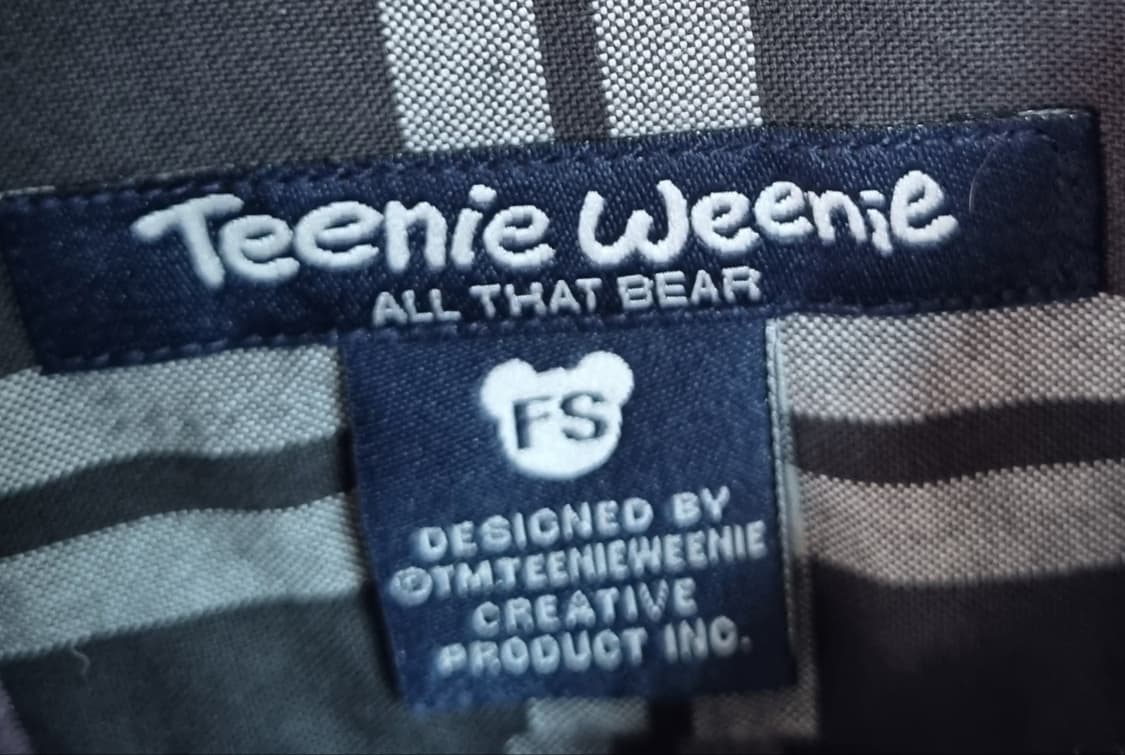 Teenie Weenie
ALL THAT BEAR
FS
DESIGNED BY
©TM.TEENIEWEENIE
CREATIVE
PRODUCT INC.